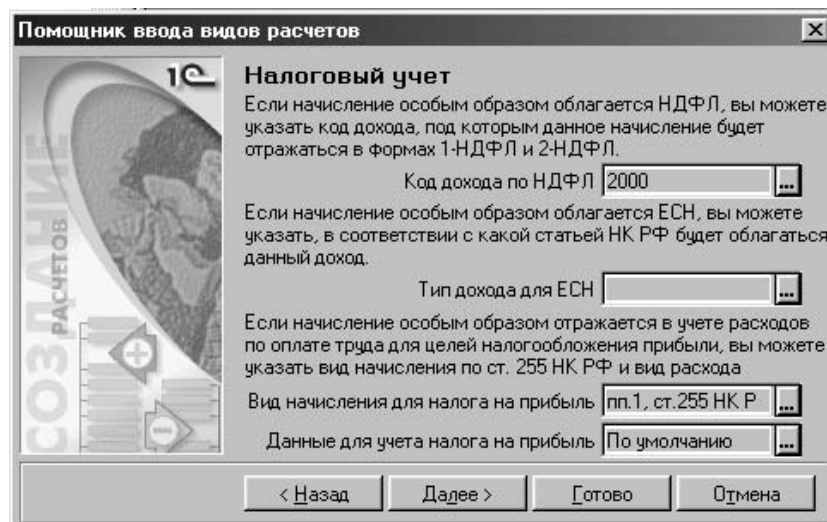 Помощник ввода видов расчетов
1С
Налоговый учет
Если начисление особым образом облагается НДФЛ, вы можете
указать код дохода, под которым данное начисление будет
отражаться в формах 1-НДФЛ и 2-НДФЛ.
Код дохода по НДФЛ 2000 ...
Если начисление особым образом облагается ЕСН, вы можете
указать, в соответствии с какой статьей НК РФ будет облагаться
данный доход.
Тип дохода для ЕСН ...
Если начисление особым образом отражается в учете расходов
по оплате труда для целей налогообложения прибыли, вы можете
указать вид начисления по ст. 255 НК РФ и вид расхода
Вид начисления для налога на прибыль пп.1, ст.255 НК Р ...
Данные для учета налога на прибыль По умолчанию ...
СОЗДАНИЕ
РАСЧЕТОВ
< Назад Далее > Готово Отмена